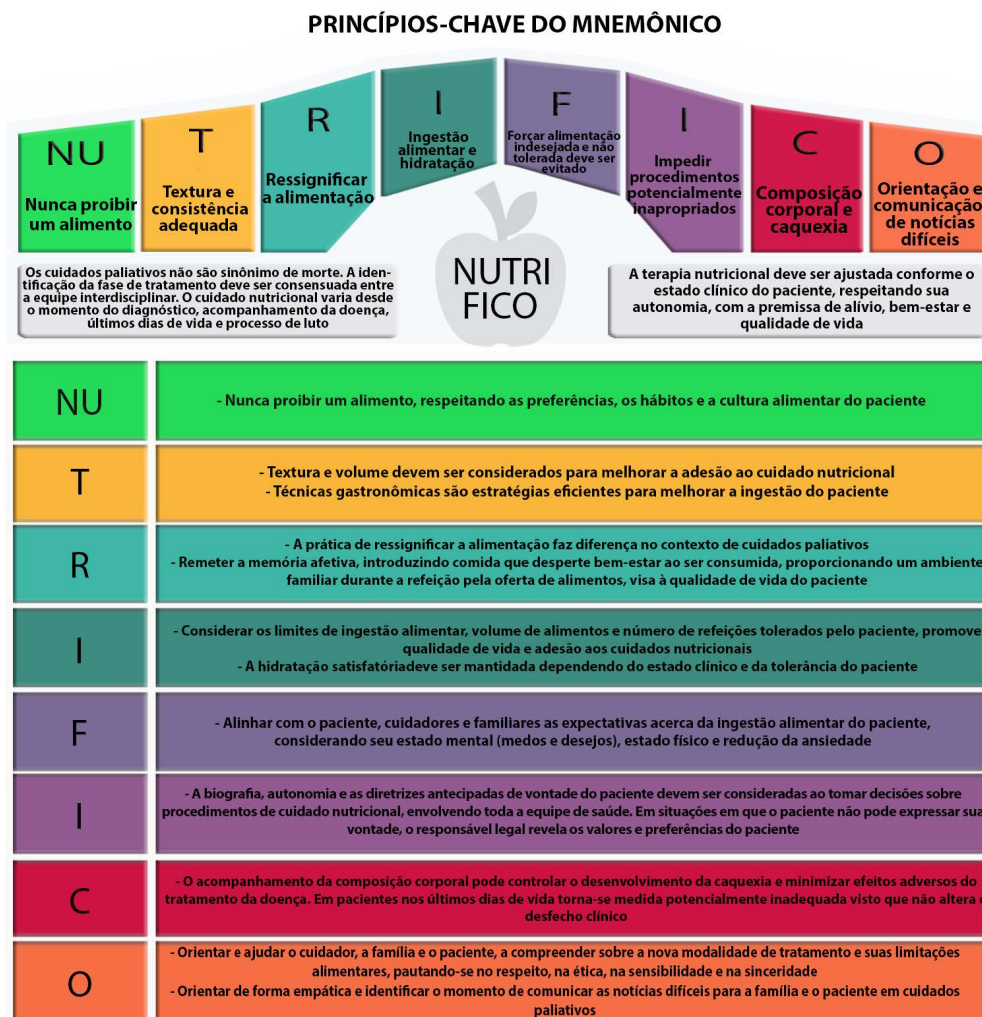 PRINCÍPIOS-CHAVE DO MNEMÔNICO
NU
Nunca proibir
um alimento
T
Textura e
consistência
adequada
R
Ressignificar
a alimentação
I
Ingestão
alimentar e
hidratação
F
Forçar alimentação
indesejada e não
tolerada deve ser
evitado
I
Impedir
procedimentos
potencialmente
inapropriados
C
Composição
corporal e
caquexia
O
Orientação e
comunicação
de notícias
difíceis
Os cuidados paliativos não são sinônimo de morte. A iden-
tificação da fase de tratamento deve ser consensuada entre
a equipe interdisciplinar. O cuidado nutricional varia desde
o momento do diagnóstico, acompanhamento da doença,
últimos dias de vida e processo de luto
NUTRI
FICO
A terapia nutricional deve ser ajustada conforme o
estado clínico do paciente, respeitando sua
autonomia, com a premissa de alívio, bem-estar e
qualidade de vida
NU
- Nunca proibir um alimento, respeitando as preferências, os hábitos e a cultura alimentar do paciente
T
- Textura e volume devem ser considerados para melhorar a adesão ao cuidado nutricional
- Técnicas gastronômicas são estratégias eficientes para melhorar a ingestão do paciente
R
- A prática de ressignificar a alimentação faz diferença no contexto de cuidados paliativos
- Remeter a memória afetiva, introduzindo comida que desperte bem-estar ao ser consumida, proporcionando um ambiente
familiar durante a refeição pela oferta de alimentos, visa à qualidade de vida do paciente
I
- Considerar os limites de ingestão alimentar, volume de alimentos e número de refeições tolerados pelo paciente, promove
qualidade de vida e adesão aos cuidados nutricionais
- A hidratação satisfatóriadeve ser mantidada dependendo do estado clínico e da tolerância do paciente
F
- Alinhar com o paciente, cuidadores e familiares as expectativas acerca da ingestão alimentar do paciente,
considerando seu estado mental (medos e desejos), estado físico e redução da ansiedade
I
- A biografia, autonomia e as diretrizes antecipadas de vontade do paciente devem ser consideradas ao tomar decisões sobre
procedimentos de cuidado nutricional, envolvendo toda a equipe de saúde. Em situações em que o paciente não pode expressar sua
vontade, o responsável legal revela os valores e preferências do paciente
C
- O acompanhamento da composição corporal pode controlar o desenvolvimento da caquexia e minimizar efeitos adversos do
tratamento da doença. Em pacientes nos últimos dias de vida torna-se medida potencialmente inadequada visto que não altera o
desfecho clínico
O
- Orientar e ajudar o cuidador, a família e o paciente, a compreender sobre a nova modalidade de tratamento e suas limitações
alimentares, pautando-se no respeito, na ética, na sensibilidade e na sinceridade
- Orientar de forma empática e identificar o momento de comunicar as notícias difíceis para a família e o paciente em cuidados
paliativos